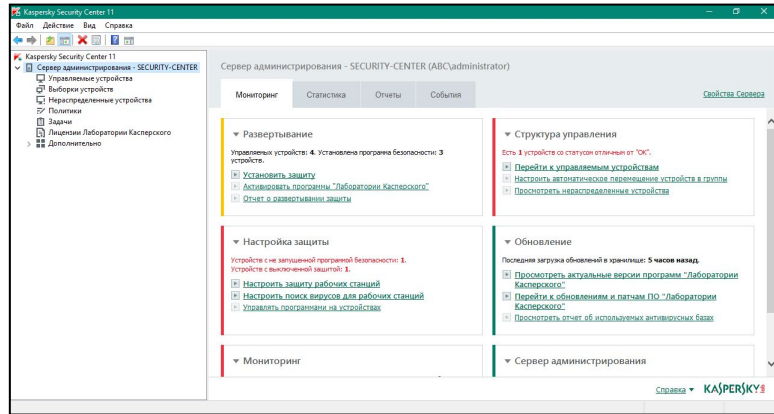 Kaspersky Security Center 11
Файл Действие Вид Справка
Kaspersky Security Center 11
Сервер администрирования - SECURITY-CENTER
Управляемые устройства
Выборки устройств
Нераспределенные устройства
Политики
Задачи
Лицензии Лаборатории Касперского
Дополнительно
Сервер администрирования - SECURITY-CENTER (ABC\administrator)
Мониторинг Статистика Отчеты События
Свойства Сервера
Развертывание
Управляемых устройств: 4. Установлена программа безопасности: 3
устройств.
Установить защиту
Активировать программы "Лаборатории Касперского"
Отчет о развертывании защиты
Структура управления
Есть 1 устройств со статусом отличным от "OK".
Перейти к управляемым устройствам
Настроить автоматическое перемещение устройств в группы
Просмотреть нераспределенные устройства
Настройка защиты
Устройств с не запущенной программой безопасности: 1.
Устройств с выключенной защитой: 1.
Настроить защиту рабочих станций
Настроить поиск вирусов для рабочих станций
Управлять программами на устройствах
Обновление
Последняя загрузка обновлений в хранилище: 5 часов назад.
Просмотреть актуальные версии программ "Лаборатории
Касперского"
Перейти к обновлениям и патчам ПО "Лаборатории
Касперского"
Просмотреть отчет об используемых антивирусных базах
Мониторинг
Сервер администрирования
Справка
KASPERSKY